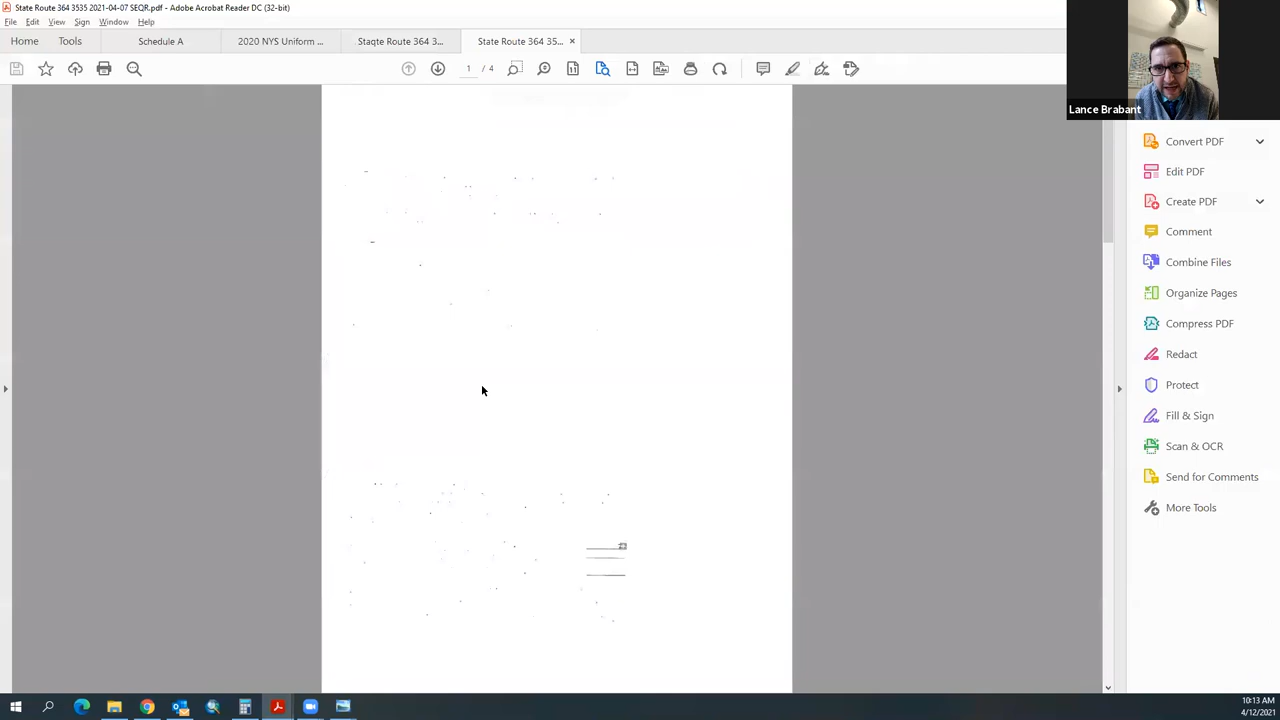 State Route 364 3535 2021-04-07 SEQR.pdf - Adobe Acrobat Reader DC (32-bit)
File Edit View Sign Window Help
Home Tools Schedule A 2020 NYS Uniform ... Staqte Route 364 3... State Route 364 35... ×
1 / 4
Lance Brabant
Convert PDF
Edit PDF
Create PDF
Comment
Combine Files
Organize Pages
Compress PDF
Redact
Protect
Fill & Sign
Scan & OCR
Send for Comments
More Tools
10:13 AM
4/12/2021